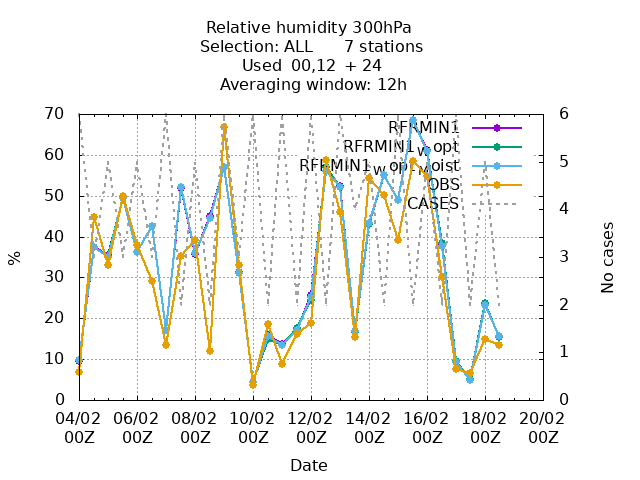 Relative humidity 300hPa
Selection: ALL 7 stations
Used 00,12 + 24
Averaging window: 12h
RFRMIN1
RFRMIN1_W_opt
OBS
CASES
70
60
50
40
30
20
10
0
6
5
4
3
2
1
0
%
No cases
04/02 06/02 08/02 10/02 12/02 14/02 16/02 18/02 20/02
00Z 00Z 00Z 00Z 00Z 00Z 00Z 00Z 00Z
Date